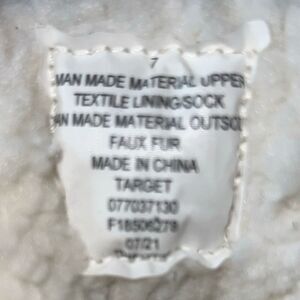 7
MAN MADE MATERIAL UPPER
TEXTILE LINING/SOCK
MAN MADE MATERIAL OUTSO
FAUX FUR
MADE IN CHINA
TARGET
077037130
F18506278
07/21